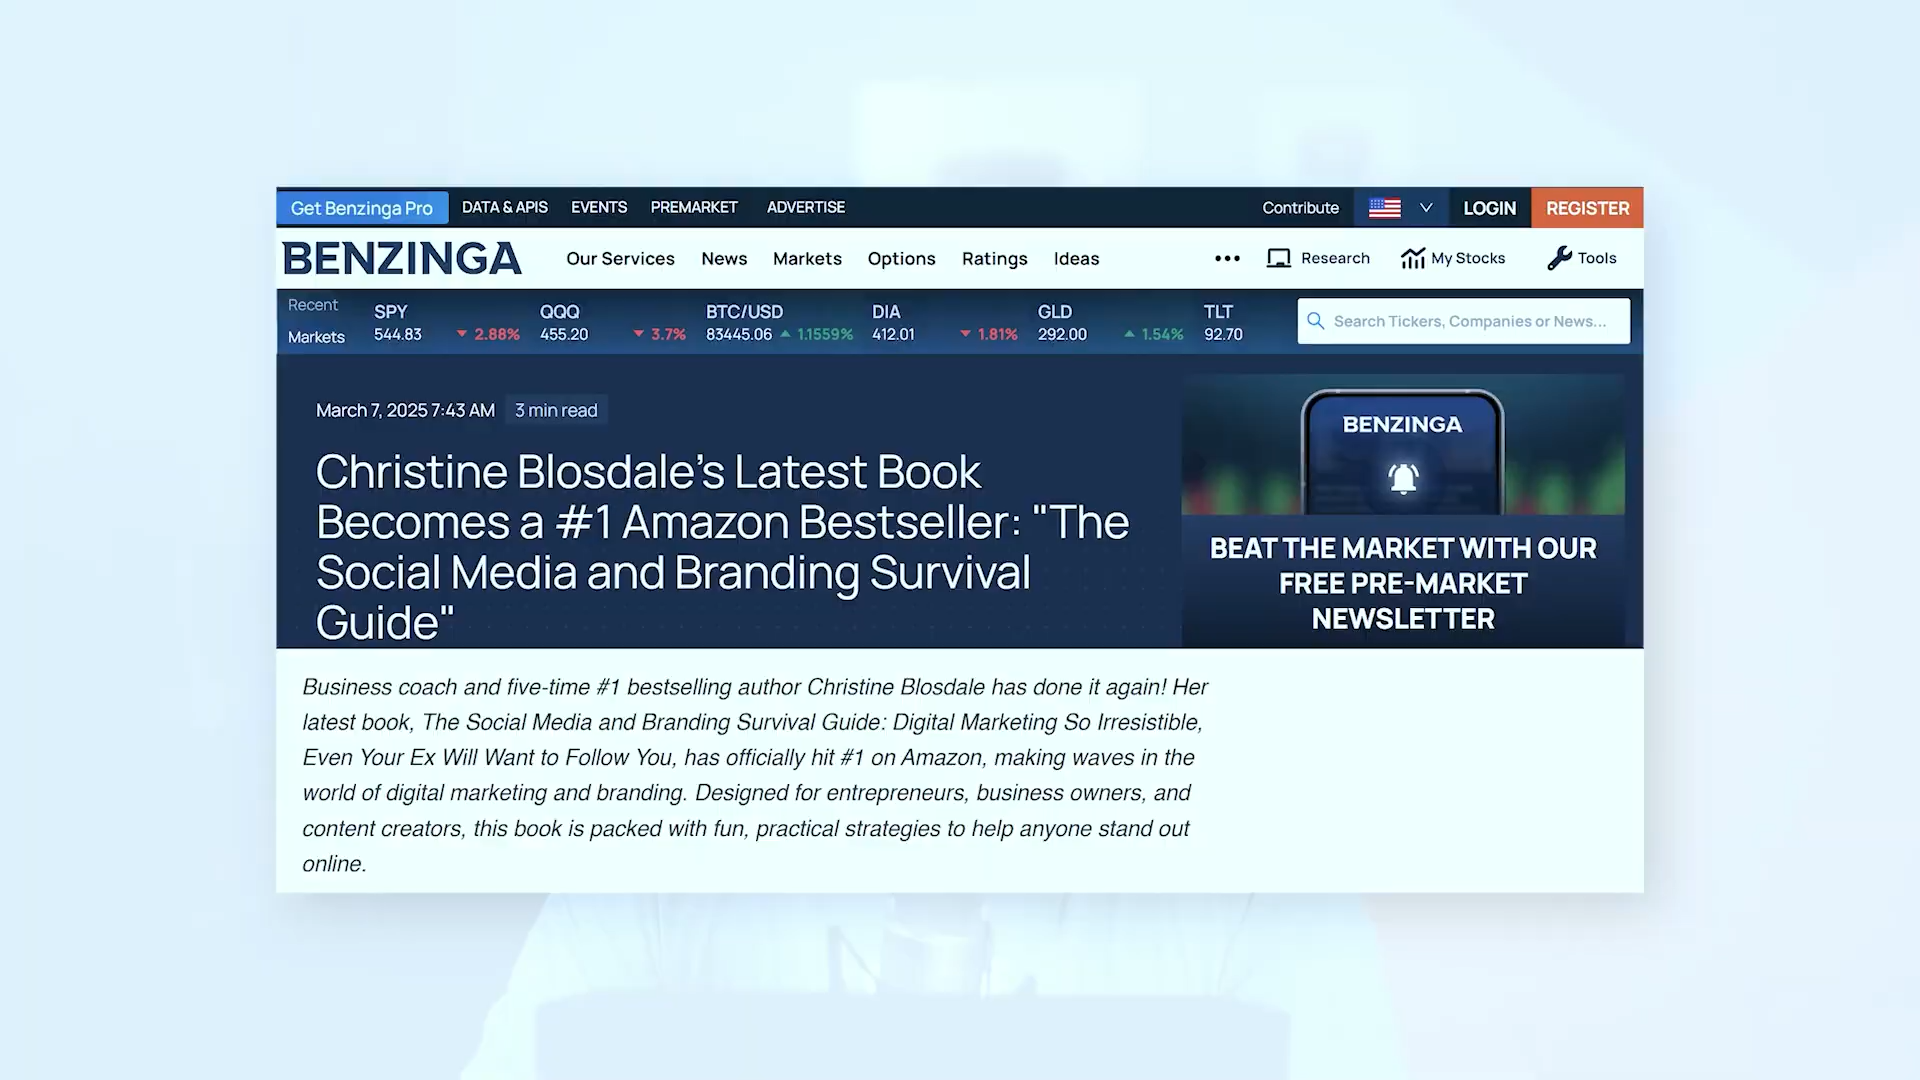 Get Benzinga Pro DATA & APIS EVENTS PREMARKET ADVERTISE Contribute LOGIN REGISTER
BENZINGA Our Services News Markets Options Ratings Ideas ••• Research My Stocks Tools
Recent Markets
SPY 544.83 2.88%
QQQ 455.20 3.7%
BTC/USD 83445.06 1.1559%
DIA 412.01 1.81%
GLD 292.00 1.54%
TLT 92.70
Search Tickers, Companies or News...
March 7, 2025 7:43 AM 3 min read
Christine Blosdale's Latest Book
Becomes a #1 Amazon Bestseller: "The
Social Media and Branding Survival
Guide"
BENZINGA
BEAT THE MARKET WITH OUR
FREE PRE-MARKET
NEWSLETTER
Business coach and five-time #1 bestselling author Christine Blosdale has done it again! Her
latest book, The Social Media and Branding Survival Guide: Digital Marketing So Irresistible,
Even Your Ex Will Want to Follow You, has officially hit #1 on Amazon, making waves in the
world of digital marketing and branding. Designed for entrepreneurs, business owners, and
content creators, this book is packed with fun, practical strategies to help anyone stand out
online.